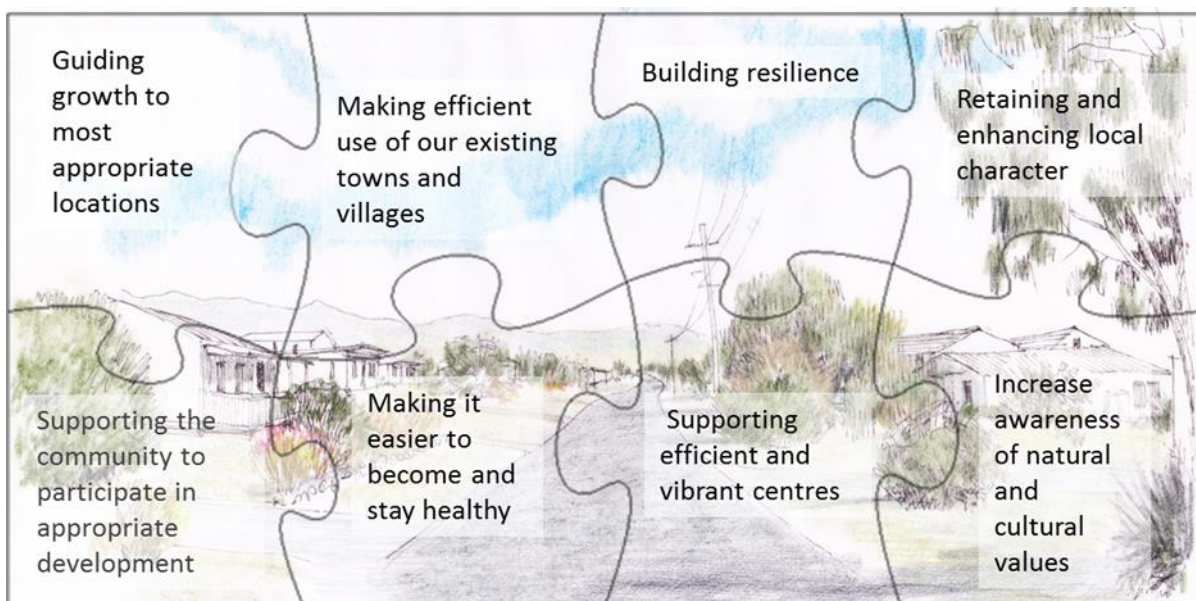 Guiding
growth to
most
appropriate
locations
Making efficient
use of our existing
towns and
villages
Building resilience
Retaining and
enhancing local
character
Supporting the
community to
participate in
appropriate
development
Making it
easier to
become and
stay healthy
Supporting
efficient and
vibrant centres
Increase
awareness
of natural
and
cultural
values